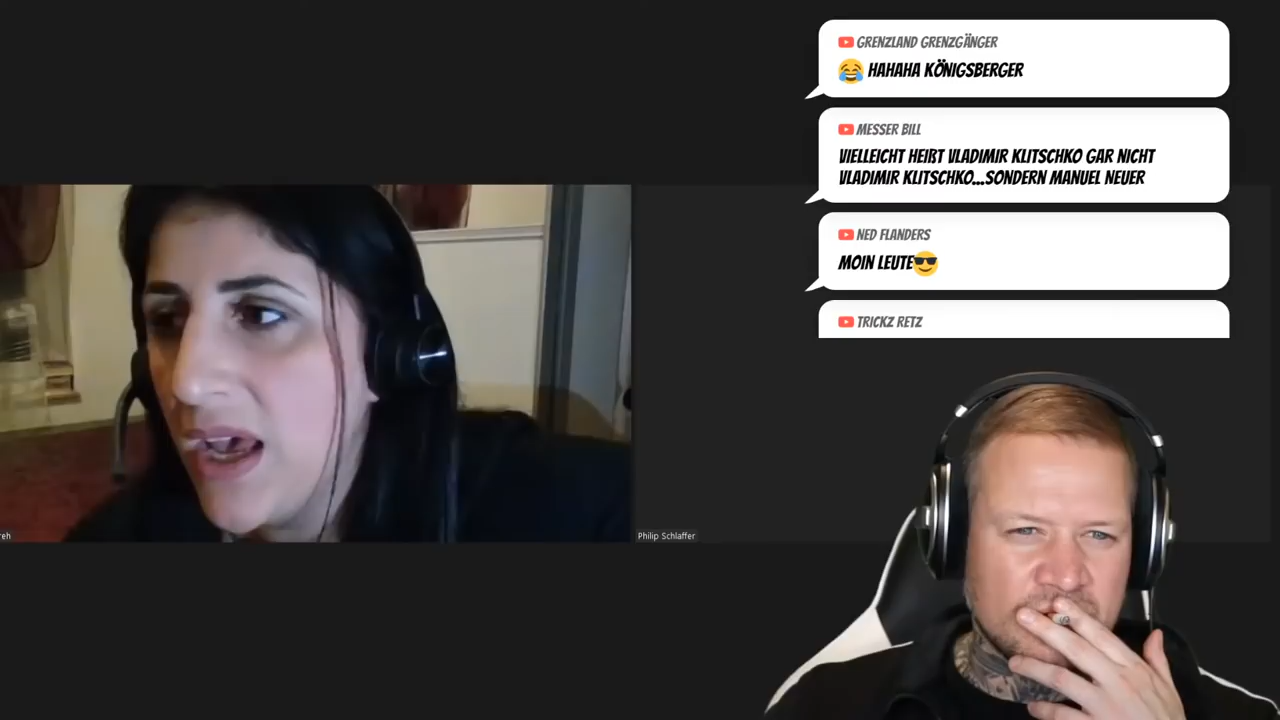 GRENZLAND GRENZGÄNGER
😂 HAHAHA KÖNIGSBERGER
MESSER BILL
VIELLEICHT HEIßT VLADIMIR KLITSCHKO GAR NICHT
VLADIMIR KLITSCHKO...SONDERN MANUEL NEUER
NED FLANDERS
MOIN LEUTE😎
TRICKZ RETZ
reh
Philip Schlaffer